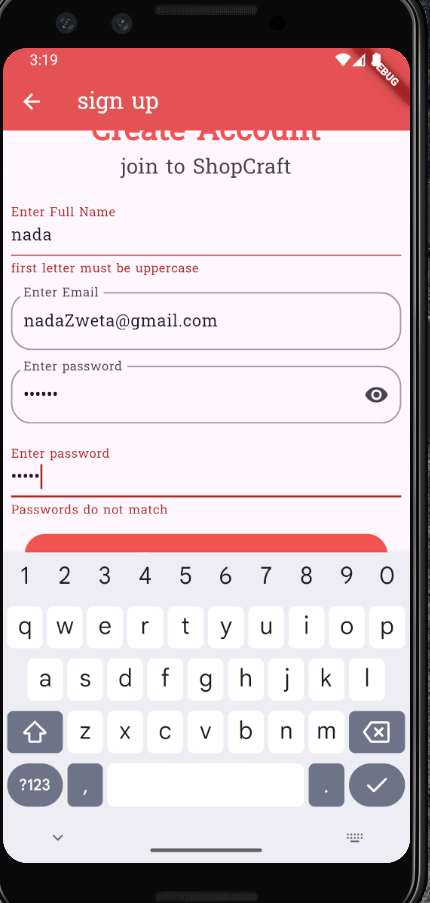 3:19
DEBUG
sign up
Create Account
join to ShopCraft
Enter Full Name
nada
first letter must be uppercase
Enter Email
nadaZweta@gmail.com
Enter password
••••••
Enter password
•••••
Passwords do not match
1 2 3 4 5 6 7 8 9 0
q w e r t y u i o p
a s d f g h j k l
z x c v b n m
?123 , .